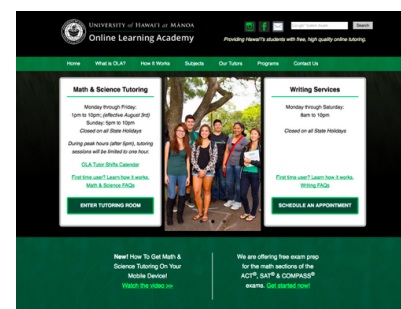 UNIVERSITY of HAWAI'I AT MĀNOA
Online Learning Academy
Search
Providing Hawai'i's students with free, high quality online tutoring.
Home What is OLA? How It Works Subjects Our Tutors Programs Contact Us
Math & Science Tutoring
Monday through Friday:
1pm to 10pm; (effective August 3rd)
Sunday: 5pm to 10pm
Closed on all State Holidays
During peak hours (after 5pm), tutoring
sessions will be limited to one hour.
OLA Tutor Shifts Calendar
First time user? Learn how it works.
Math & Science FAQs
ENTER TUTORING ROOM
Writing Services
Monday through Saturday:
8am to 10pm
Closed on all State Holidays
First time user? Learn how it works.
Writing FAQs
SCHEDULE AN APPOINTMENT
New! How To Get Math &
Science Tutoring On Your
Mobile Device!
Watch the video >>
We are offering free exam prep
for the math sections of the
ACT®, SAT® & COMPASS®
exams. Get started now!